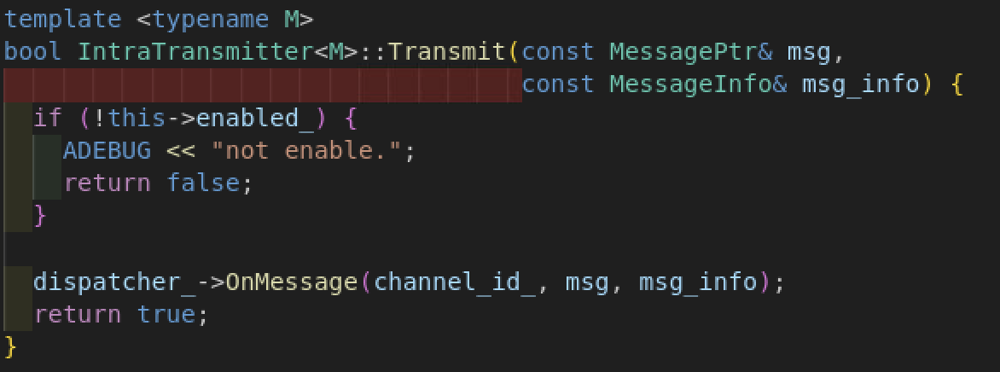 template <typename M>
bool IntraTransmitter<M>::Transmit(const MessagePtr& msg,
                                   const MessageInfo& msg_info) {
  if (!this->enabled_) {
    ADEBUG << "not enable.";
    return false;
  }

  dispatcher_->OnMessage(channel_id_, msg, msg_info);
  return true;
}